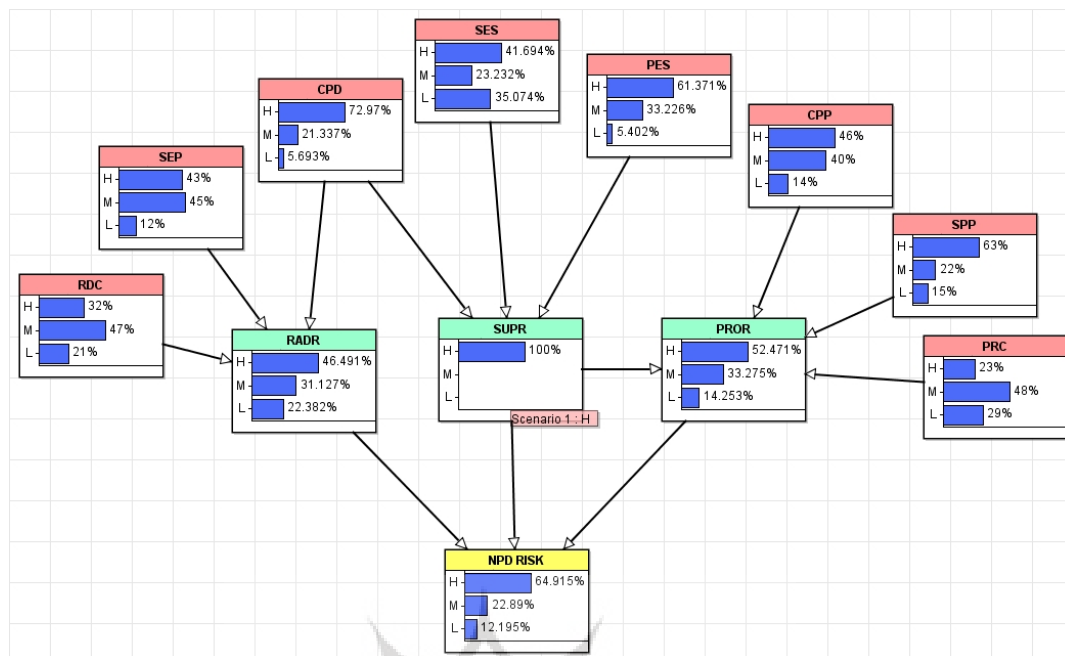 SES
H 41.694%
M 23.232%
L 35.074%
PES
H 61.371%
M 33.226%
L 5.402%
CPD
H 72.97%
M 21.337%
L 5.693%
CPP
H 46%
M 40%
L 14%
SEP
H 43%
M 45%
L 12%
SPP
H 63%
M 22%
L 15%
RDC
H 32%
M 47%
L 21%
RADR
H 46.491%
M 31.127%
L 22.382%
SUPR
H 100%
M
L
Scenario 1 : H
PROR
H 52.471%
M 33.275%
L 14.253%
PRC
H 23%
M 48%
L 29%
NPD RISK
H 64.915%
M 22.89%
L 12.195%